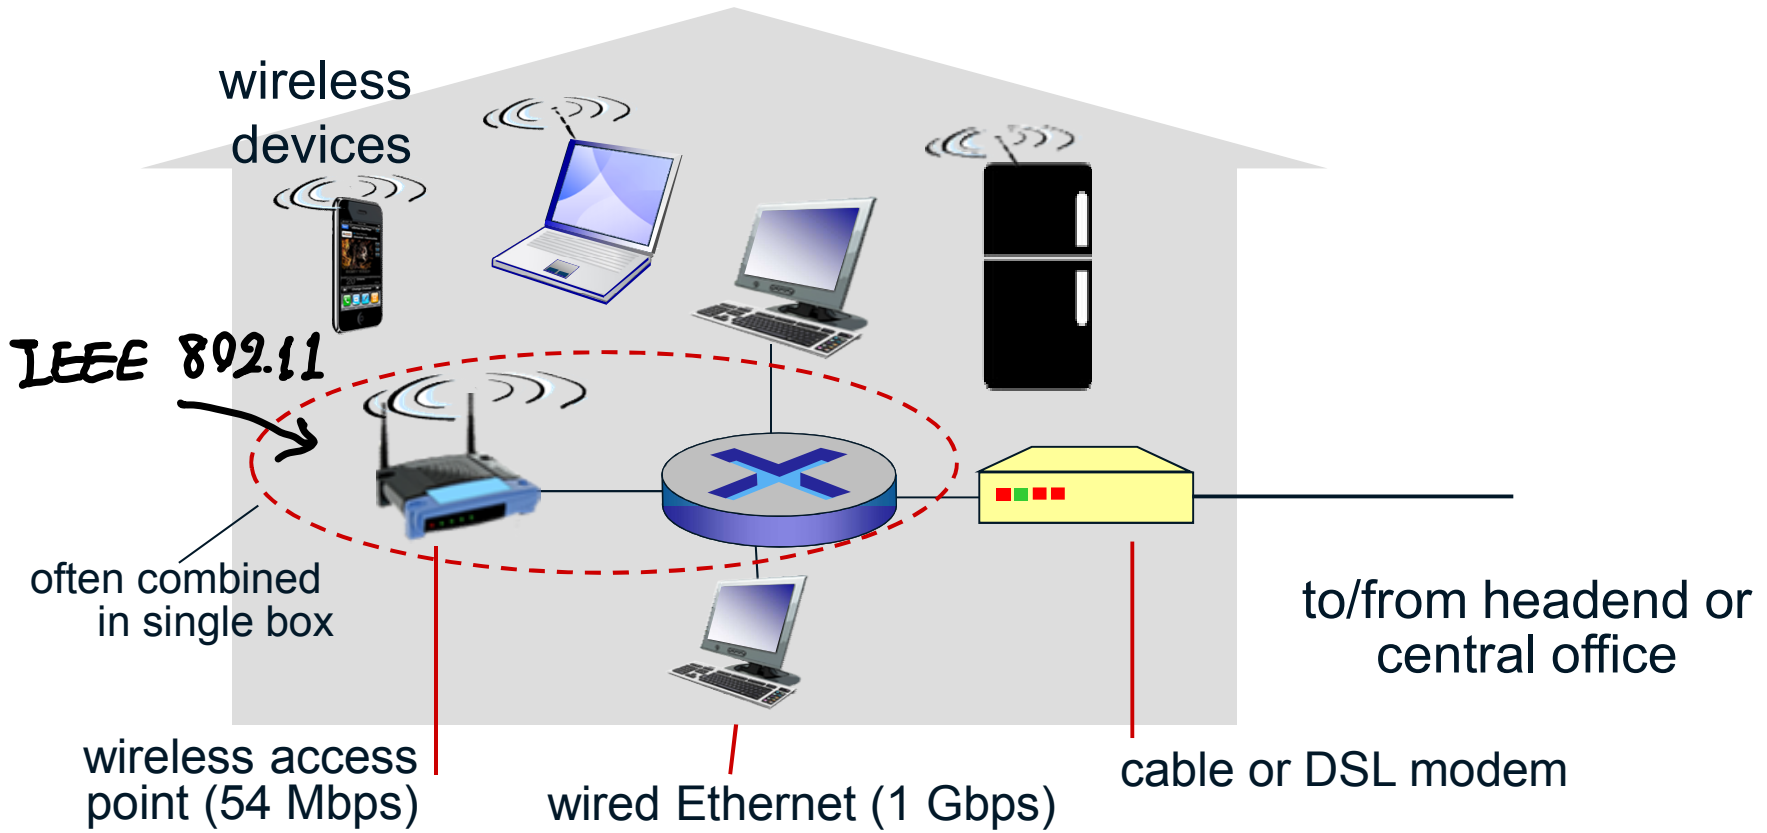 wireless
devices
IEEE 802.11
often combined
in single box
to/from headend or
central office
wireless access
point (54 Mbps)
wired Ethernet (1 Gbps)
cable or DSL modem